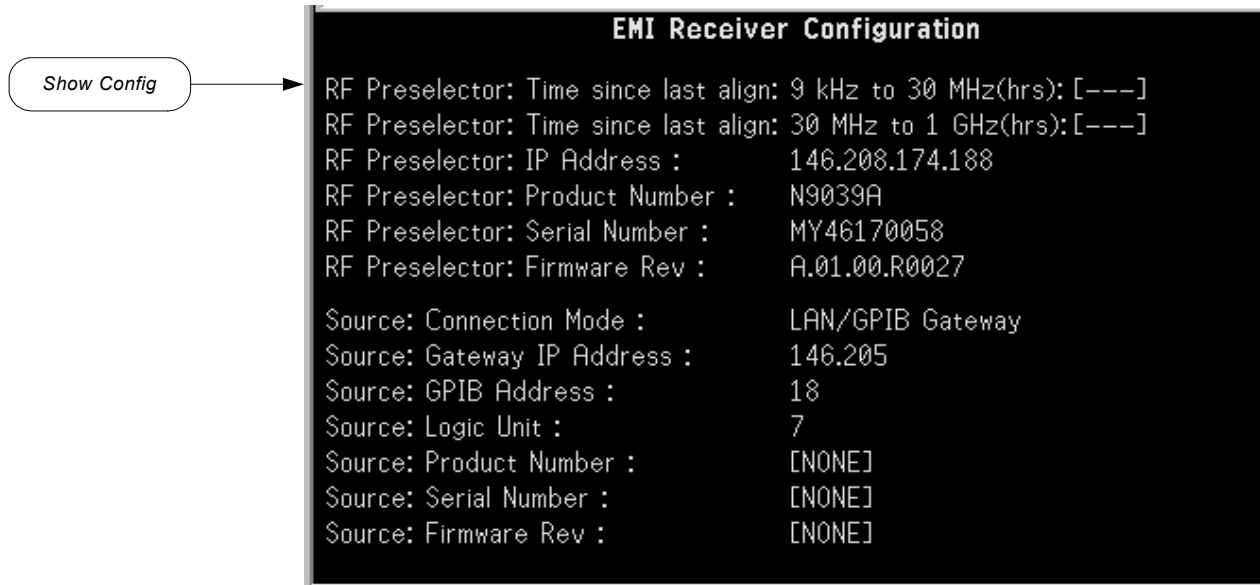 EMI Receiver Configuration
Show Config
RF Preselector: Time since last align: 9 kHz to 30 MHz(hrs): [---]
RF Preselector: Time since last align: 30 MHz to 1 GHz(hrs):[---]
RF Preselector: IP Address : 146.208.174.188
RF Preselector: Product Number : N9039A
RF Preselector: Serial Number : MY46170058
RF Preselector: Firmware Rev : A.01.00.R0027
Source: Connection Mode : LAN/GPIB Gateway
Source: Gateway IP Address : 146.205
Source: GPIB Address : 18
Source: Logic Unit : 7
Source: Product Number : [NONE]
Source: Serial Number : [NONE]
Source: Firmware Rev : [NONE]